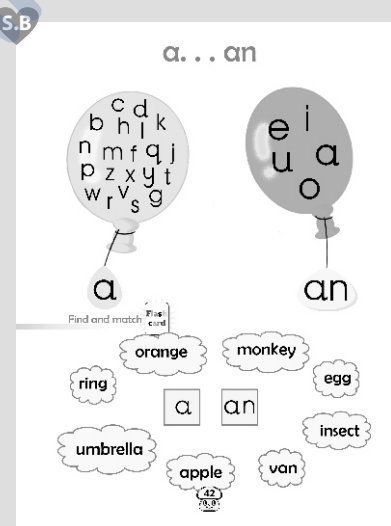 S.B
a... an
c d
b h l k
n m f q j
p z x y t
w r v s g
e i
u a
o
a
an
Find and match
Flash
card
orange
monkey
ring
egg
a
an
umbrella
insect
apple
van
42